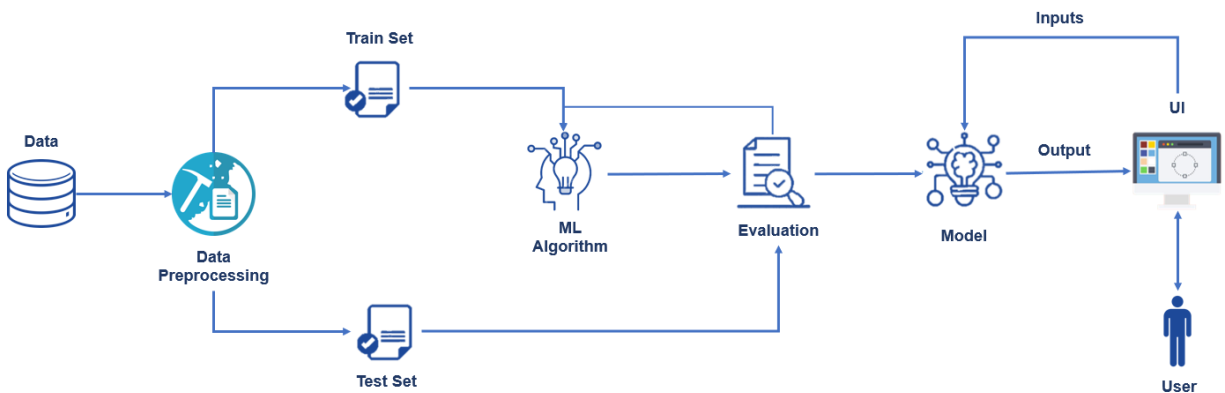 Data
Data
Preprocessing
Train Set
Test Set
ML
Algorithm
Evaluation
Model
Inputs
Output
UI
User